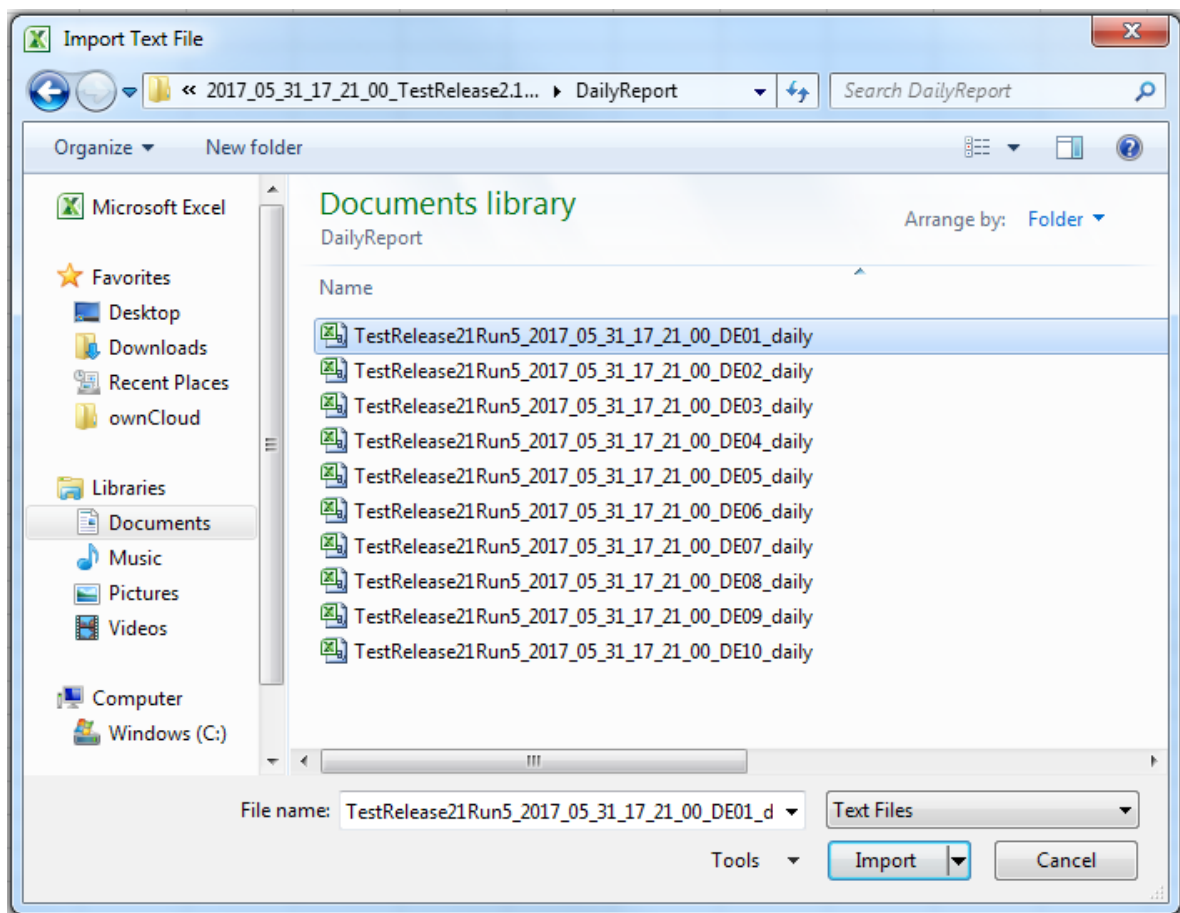 Import Text File
« 2017_05_31_17_21_00_TestRelease2.1... DailyReport
Search DailyReport
Organize
New folder
Microsoft Excel
Favorites
Desktop
Downloads
Recent Places
ownCloud
Libraries
Documents
Music
Pictures
Videos
Computer
Windows (C:)
Documents library
DailyReport
Arrange by: Folder
Name
TestRelease21Run5_2017_05_31_17_21_00_DE01_daily
TestRelease21Run5_2017_05_31_17_21_00_DE02_daily
TestRelease21Run5_2017_05_31_17_21_00_DE03_daily
TestRelease21Run5_2017_05_31_17_21_00_DE04_daily
TestRelease21Run5_2017_05_31_17_21_00_DE05_daily
TestRelease21Run5_2017_05_31_17_21_00_DE06_daily
TestRelease21Run5_2017_05_31_17_21_00_DE07_daily
TestRelease21Run5_2017_05_31_17_21_00_DE08_daily
TestRelease21Run5_2017_05_31_17_21_00_DE09_daily
TestRelease21Run5_2017_05_31_17_21_00_DE10_daily
File name: TestRelease21Run5_2017_05_31_17_21_00_DE01_d
Text Files
Tools
Import
Cancel